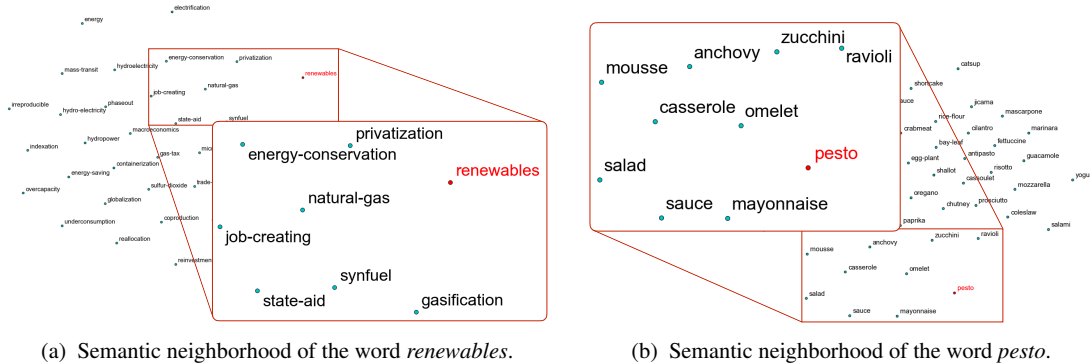 electrification
energy
energy-conservation
privatization
mass-transit
hydroelectricity
renewables
natural-gas
job-creating
irreproducible
hydro-electricity
phaseout
state-aid
synfuel
macroeconomics
indexation
hydropower
gas-tax
containerization
energy-saving
sulfur-dioxide
trade-
overcapacity
globalization
underconsumption
coproduction
reallocation
reinvestment
privatization
energy-conservation
renewables
natural-gas
job-creating
synfuel
state-aid
gasification
(a) Semantic neighborhood of the word renewables.
zucchini
anchovy
ravioli
mousse
casserole
omelet
pesto
salad
sauce
mayonnaise
catsup
shortcake
sauce
jicama
mascarpone
rice-flour
crabmeat
cilantro
marinara
bay-leaf
fettuccine
egg-plant
antipasto
guacamole
shallot
risotto
cassoulet
yogu
mozzarella
oregano
prosciutto
chutney
coleslaw
paprika
salami
zucchini
ravioli
anchovy
mousse
casserole
omelet
pesto
salad
sauce
mayonnaise
(b) Semantic neighborhood of the word pesto.